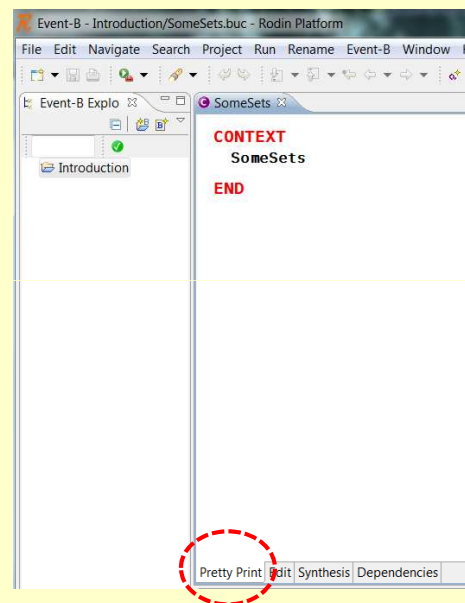 Event-B - Introduction/SomeSets.buc - Rodin Platform
File Edit Navigate Search Project Run Rename Event-B Window
Event-B Explo
SomeSets
Introduction
CONTEXT
SomeSets
END
Pretty Print Edit Synthesis Dependencies